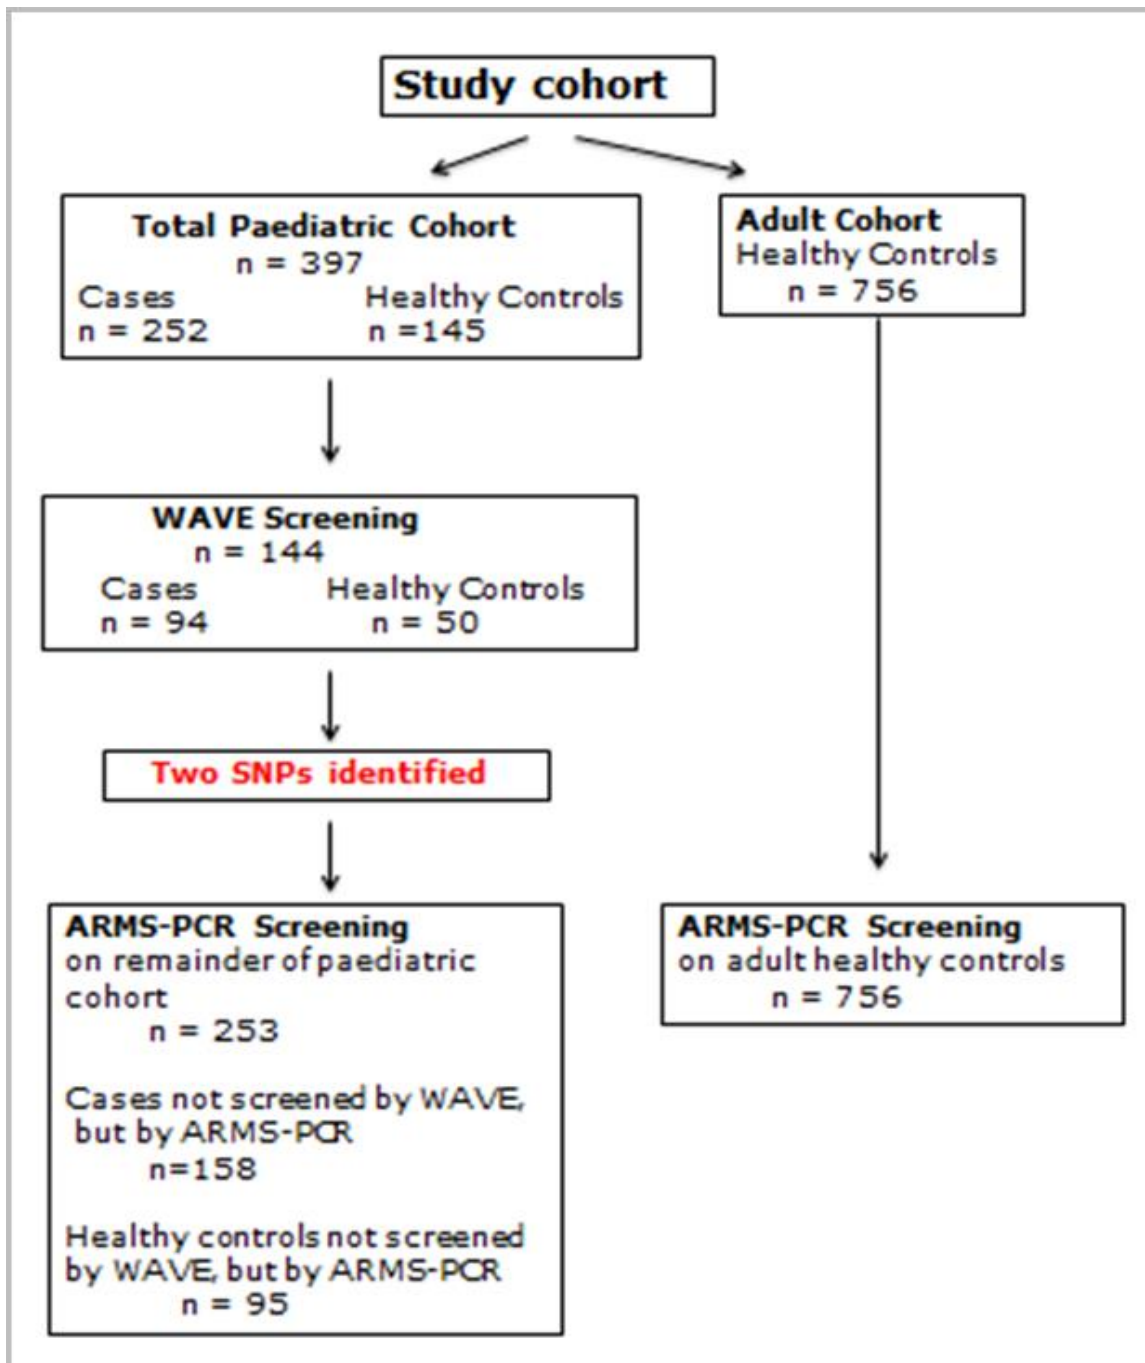 Study cohort
Total Paediatric Cohort
n = 397
Cases Healthy Controls
n = 252 n =145
Adult Cohort
Healthy Controls
n = 756
WAVE Screening
n = 144
Cases Healthy Controls
n = 94 n = 50
Two SNPs identified
ARMS-PCR Screening
on remainder of paediatric
cohort
n = 253
Cases not screened by WAVE,
but by ARMS-PCR
n=158
Healthy controls not screened
by WAVE, but by ARMS-PCR
n = 95
ARMS-PCR Screening
on adult healthy controls
n = 756